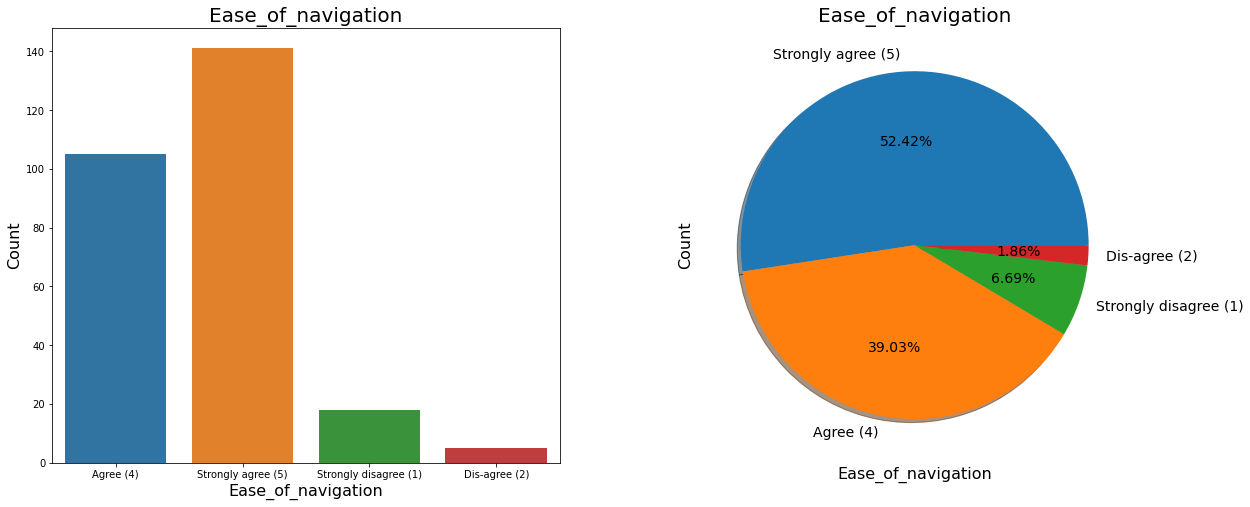 Ease_of_navigation
140
120
100
80
60
40
20
0
Count
Agree (4)
Strongly agree (5)
Strongly disagree (1)
Dis-agree (2)
Ease_of_navigation
Ease_of_navigation
Strongly agree (5)
52.42%
Count
1.86%
Dis-agree (2)
6.69%
Strongly disagree (1)
39.03%
Agree (4)
Ease_of_navigation